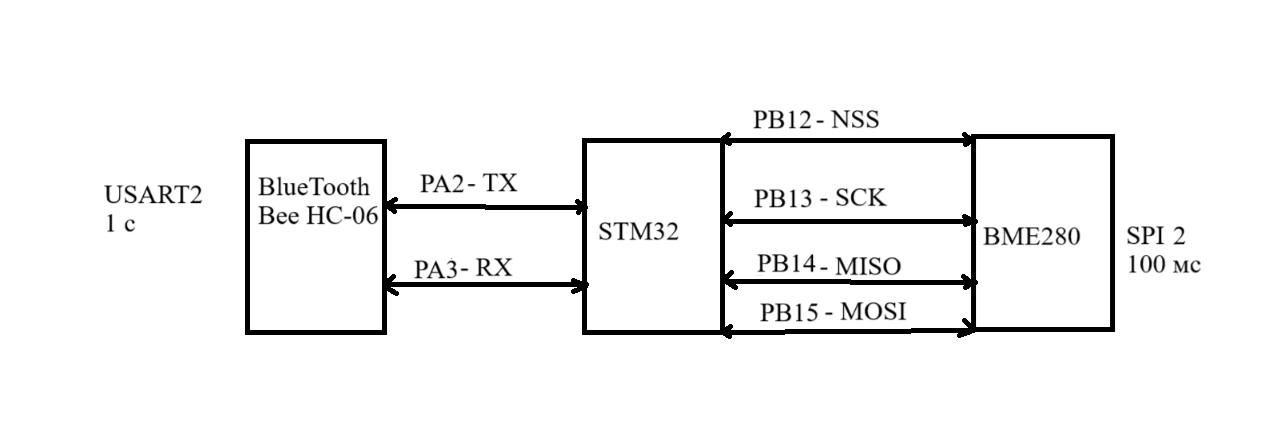 USART2
1 с
BlueTooth
Bee HC-06
PA2- TX
PA3- RX
STM32
PB12 - NSS
PB13 - SCK
PB14 - MISO
PB15 - MOSI
BME280
SPI 2
100 мс